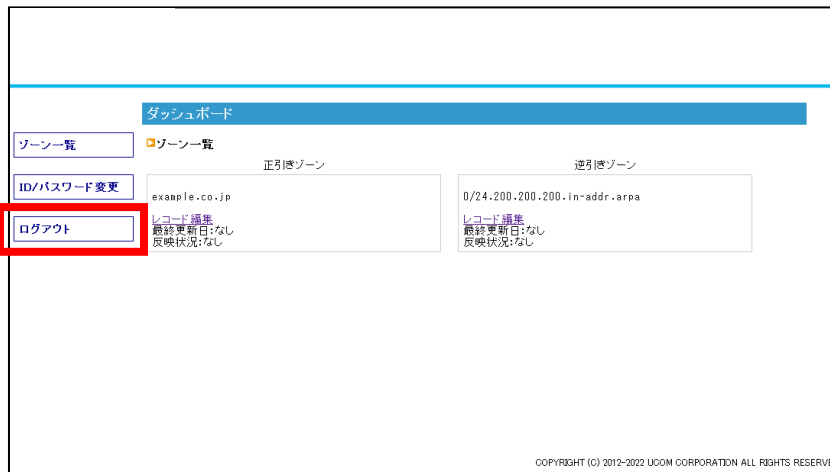 ダッシュボード
ゾーン一覧
ID/パスワード変更
ログアウト
ゾーン一覧
正引きゾーン
example.co.jp
レコード編集
最終更新日:なし
反映状況:なし
逆引きゾーン
0/24.200.200.200.in-addr.arpa
レコード編集
最終更新日:なし
反映状況:なし
COPYRIGHT (C) 2012-2022 UCOM CORPORATION ALL RIGHTS RESERVE